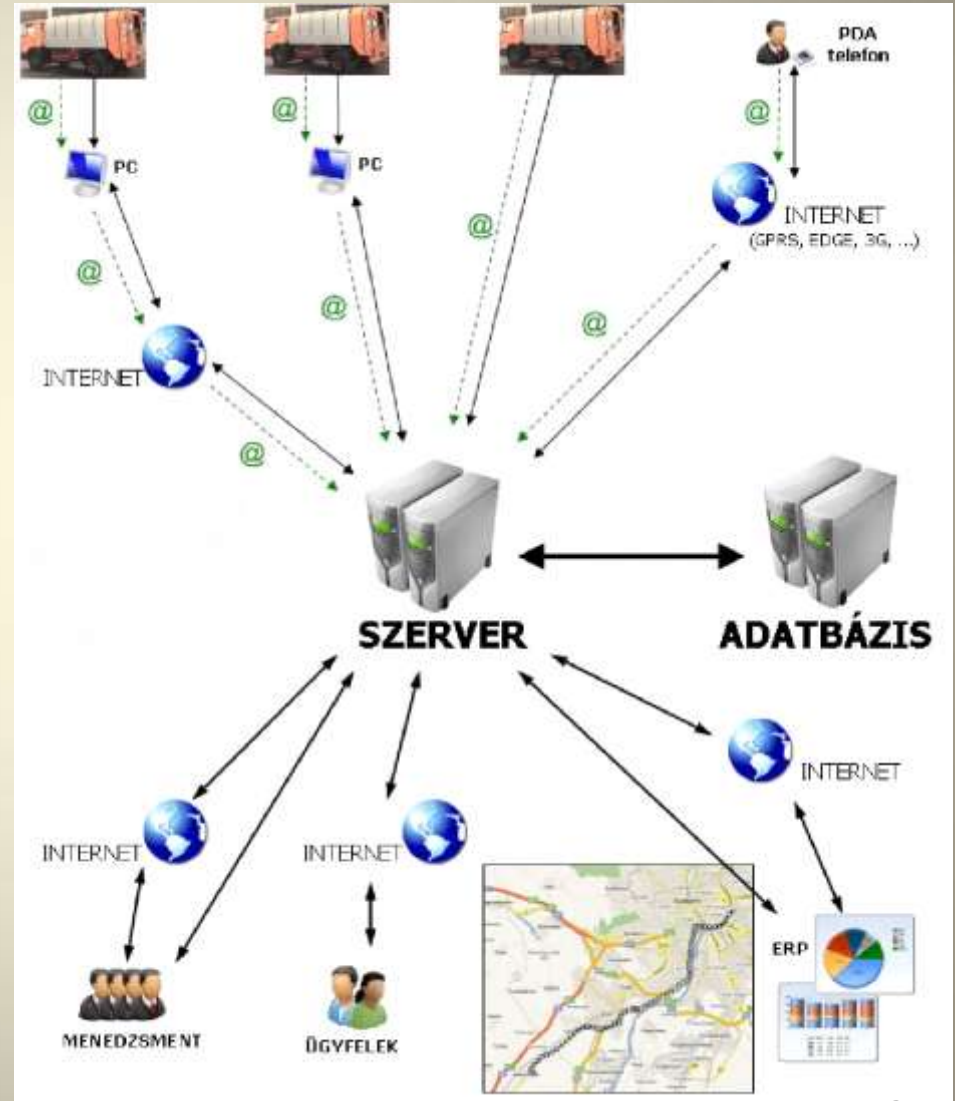 PDA
telefon
@
@
@
PC
PC
INTERNET
(GPRS, EDGE, 3G, ...)
@
@
@
@
INTERNET
@
SZERVER
ADATBÁZIS
INTERNET
INTERNET
INTERNET
ERP
MENEDZSMENT
ÜGYFELEK